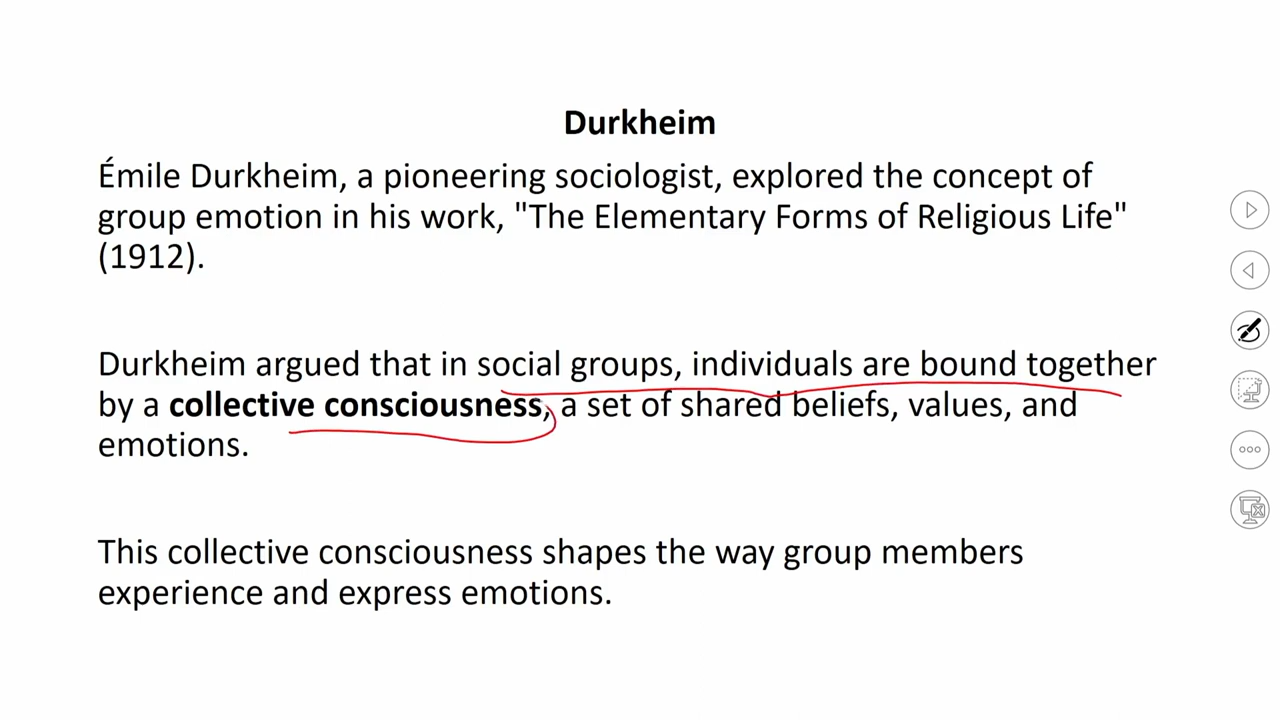 Durkheim
Émile Durkheim, a pioneering sociologist, explored the concept of
group emotion in his work, "The Elementary Forms of Religious Life"
(1912).
Durkheim argued that in social groups, individuals are bound together
by a collective consciousness, a set of shared beliefs, values, and
emotions.
This collective consciousness shapes the way group members
experience and express emotions.